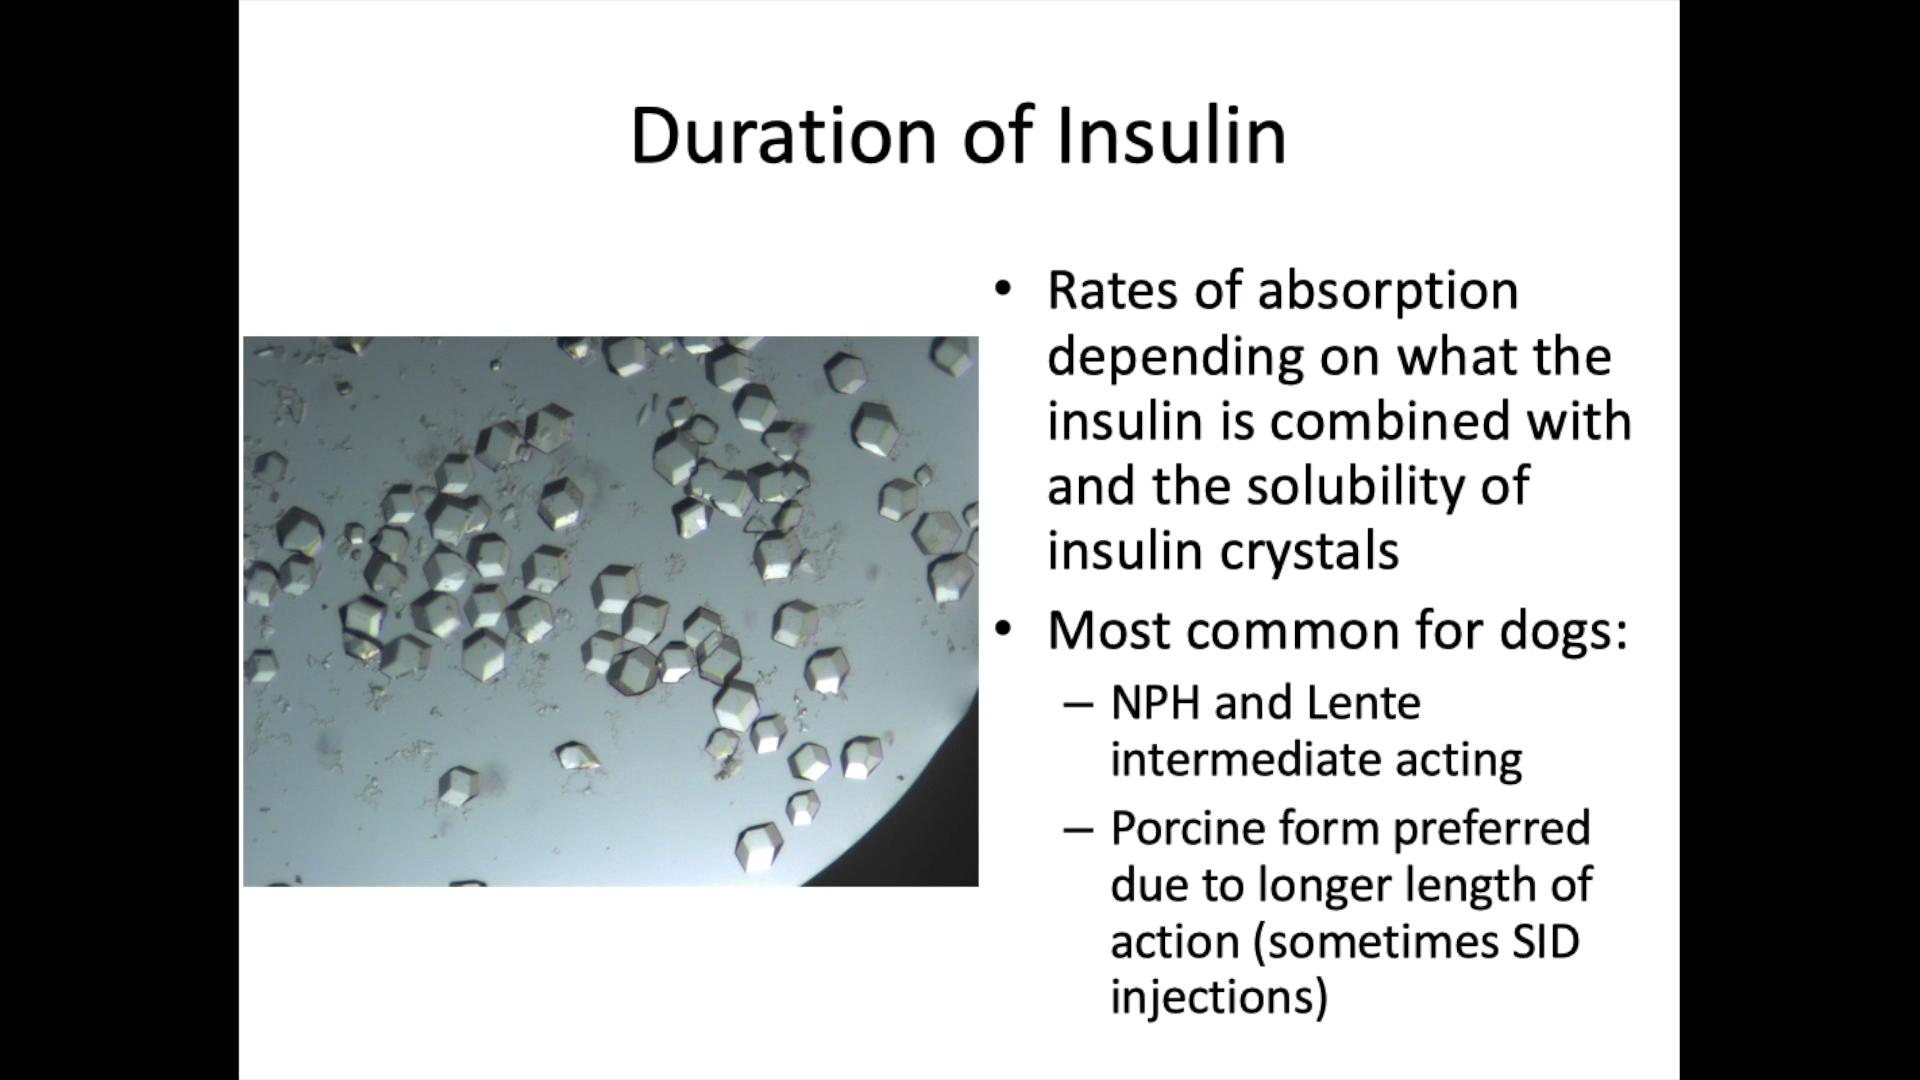 Duration of Insulin
• Rates of absorption
depending on what the
insulin is combined with
and the solubility of
insulin crystals
• Most common for dogs:
– NPH and Lente
intermediate acting
– Porcine form preferred
due to longer length of
action (sometimes SID
injections)